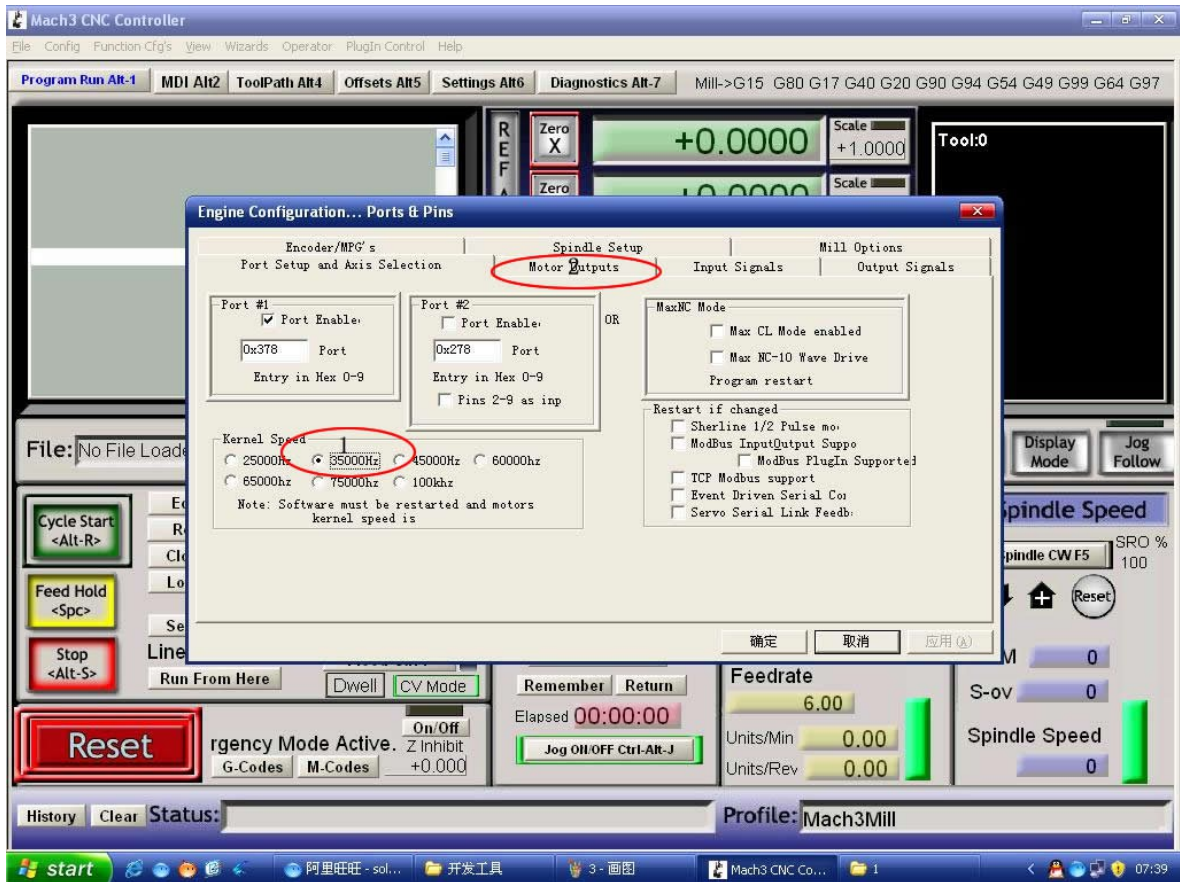 Mach3 CNC Controller
File Config Function Cfg's View Wizards Operator PlugIn Control Help
Program Run Alt-1 MDI Alt2 ToolPath Alt4 Offsets Alt5 Settings Alt6 Diagnostics Alt-7 Mill->G15 G80 G17 G40 G20 G90 G94 G54 G49 G99 G64 G97
REF A
Zero X +0.0000 Scale +1.0000
Tool:0
Zero +0.0000 Scale
Engine Configuration... Ports & Pins
Encoder/MPG's Spindle Setup Mill Options
Port Setup and Axis Selection Motor Outputs Input Signals Output Signals
2
Port #1
Port Enable
0x378 Port
Entry in Hex 0-9
Port #2
Port Enable
0x278 Port
Entry in Hex 0-9
Pins 2-9 as inp
OR
MaxNC Mode
Max CL Mode enabled
Max NC-10 Wave Drive
Program restart
Kernel Speed
1
25000Hz 35000Hz 45000Hz 60000hz
65000hz 75000hz 100khz
Note: Software must be restarted and motors
kernel speed is
Restart if changed
Sherline 1/2 Pulse mo
ModBus InputOutput Suppo
ModBus PlugIn Supported
TCP Modbus support
Event Driven Serial Co
Servo Serial Link Feedb
确定 取消 应用(A)
File: No File Loade
Display Mode Jog Follow
Cycle Start
<Alt-R>
Feed Hold
<Spc>
Stop
<Alt-S>
Ed
R
Clo
Lo
Se
Line
Run From Here
Dwell CV Mode
pindle Speed
pindle CW F5
SRO %
100
Reset
M 0
S-ov 0
Spindle Speed
0
Remember Return
Elapsed 00:00:00
Jog ON/OFF Ctrl-Alt-J
Feedrate
6.00
Units/Min 0.00
Units/Rev 0.00
Reset
rgency Mode Active.
On/Off
Z Inhibit
+0.000
G-Codes M-Codes
History Clear Status:
Profile: Mach3Mill
start 阿里旺旺 - sol... 开发工具 3 - 画图 Mach3 CNC Co... 1 07:39